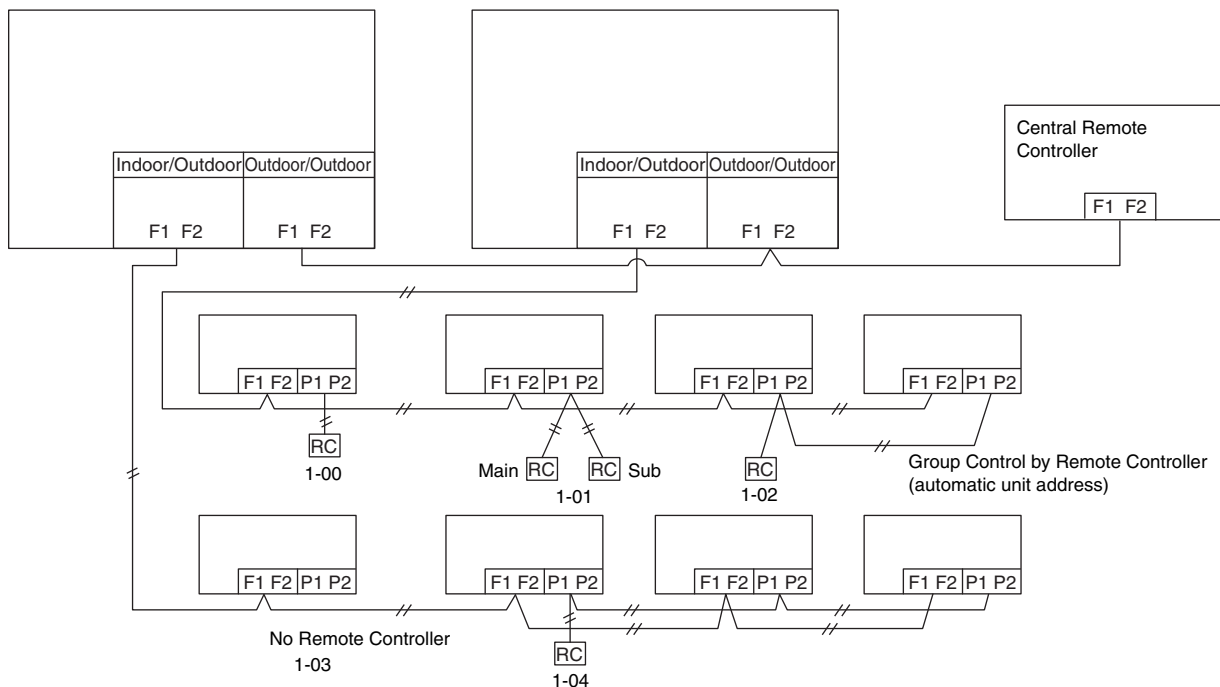 Indoor/Outdoor Outdoor/Outdoor
F1 F2 F1 F2
Indoor/Outdoor Outdoor/Outdoor
F1 F2 F1 F2
Central Remote
Controller
F1 F2
F1 F2 P1 P2
F1 F2 P1 P2
F1 F2 P1 P2
F1 F2 P1 P2
RC
1-00
Main RC RC Sub
1-01
RC
1-02
Group Control by Remote Controller
(automatic unit address)
F1 F2 P1 P2
F1 F2 P1 P2
F1 F2 P1 P2
F1 F2 P1 P2
No Remote Controller
1-03
RC
1-04